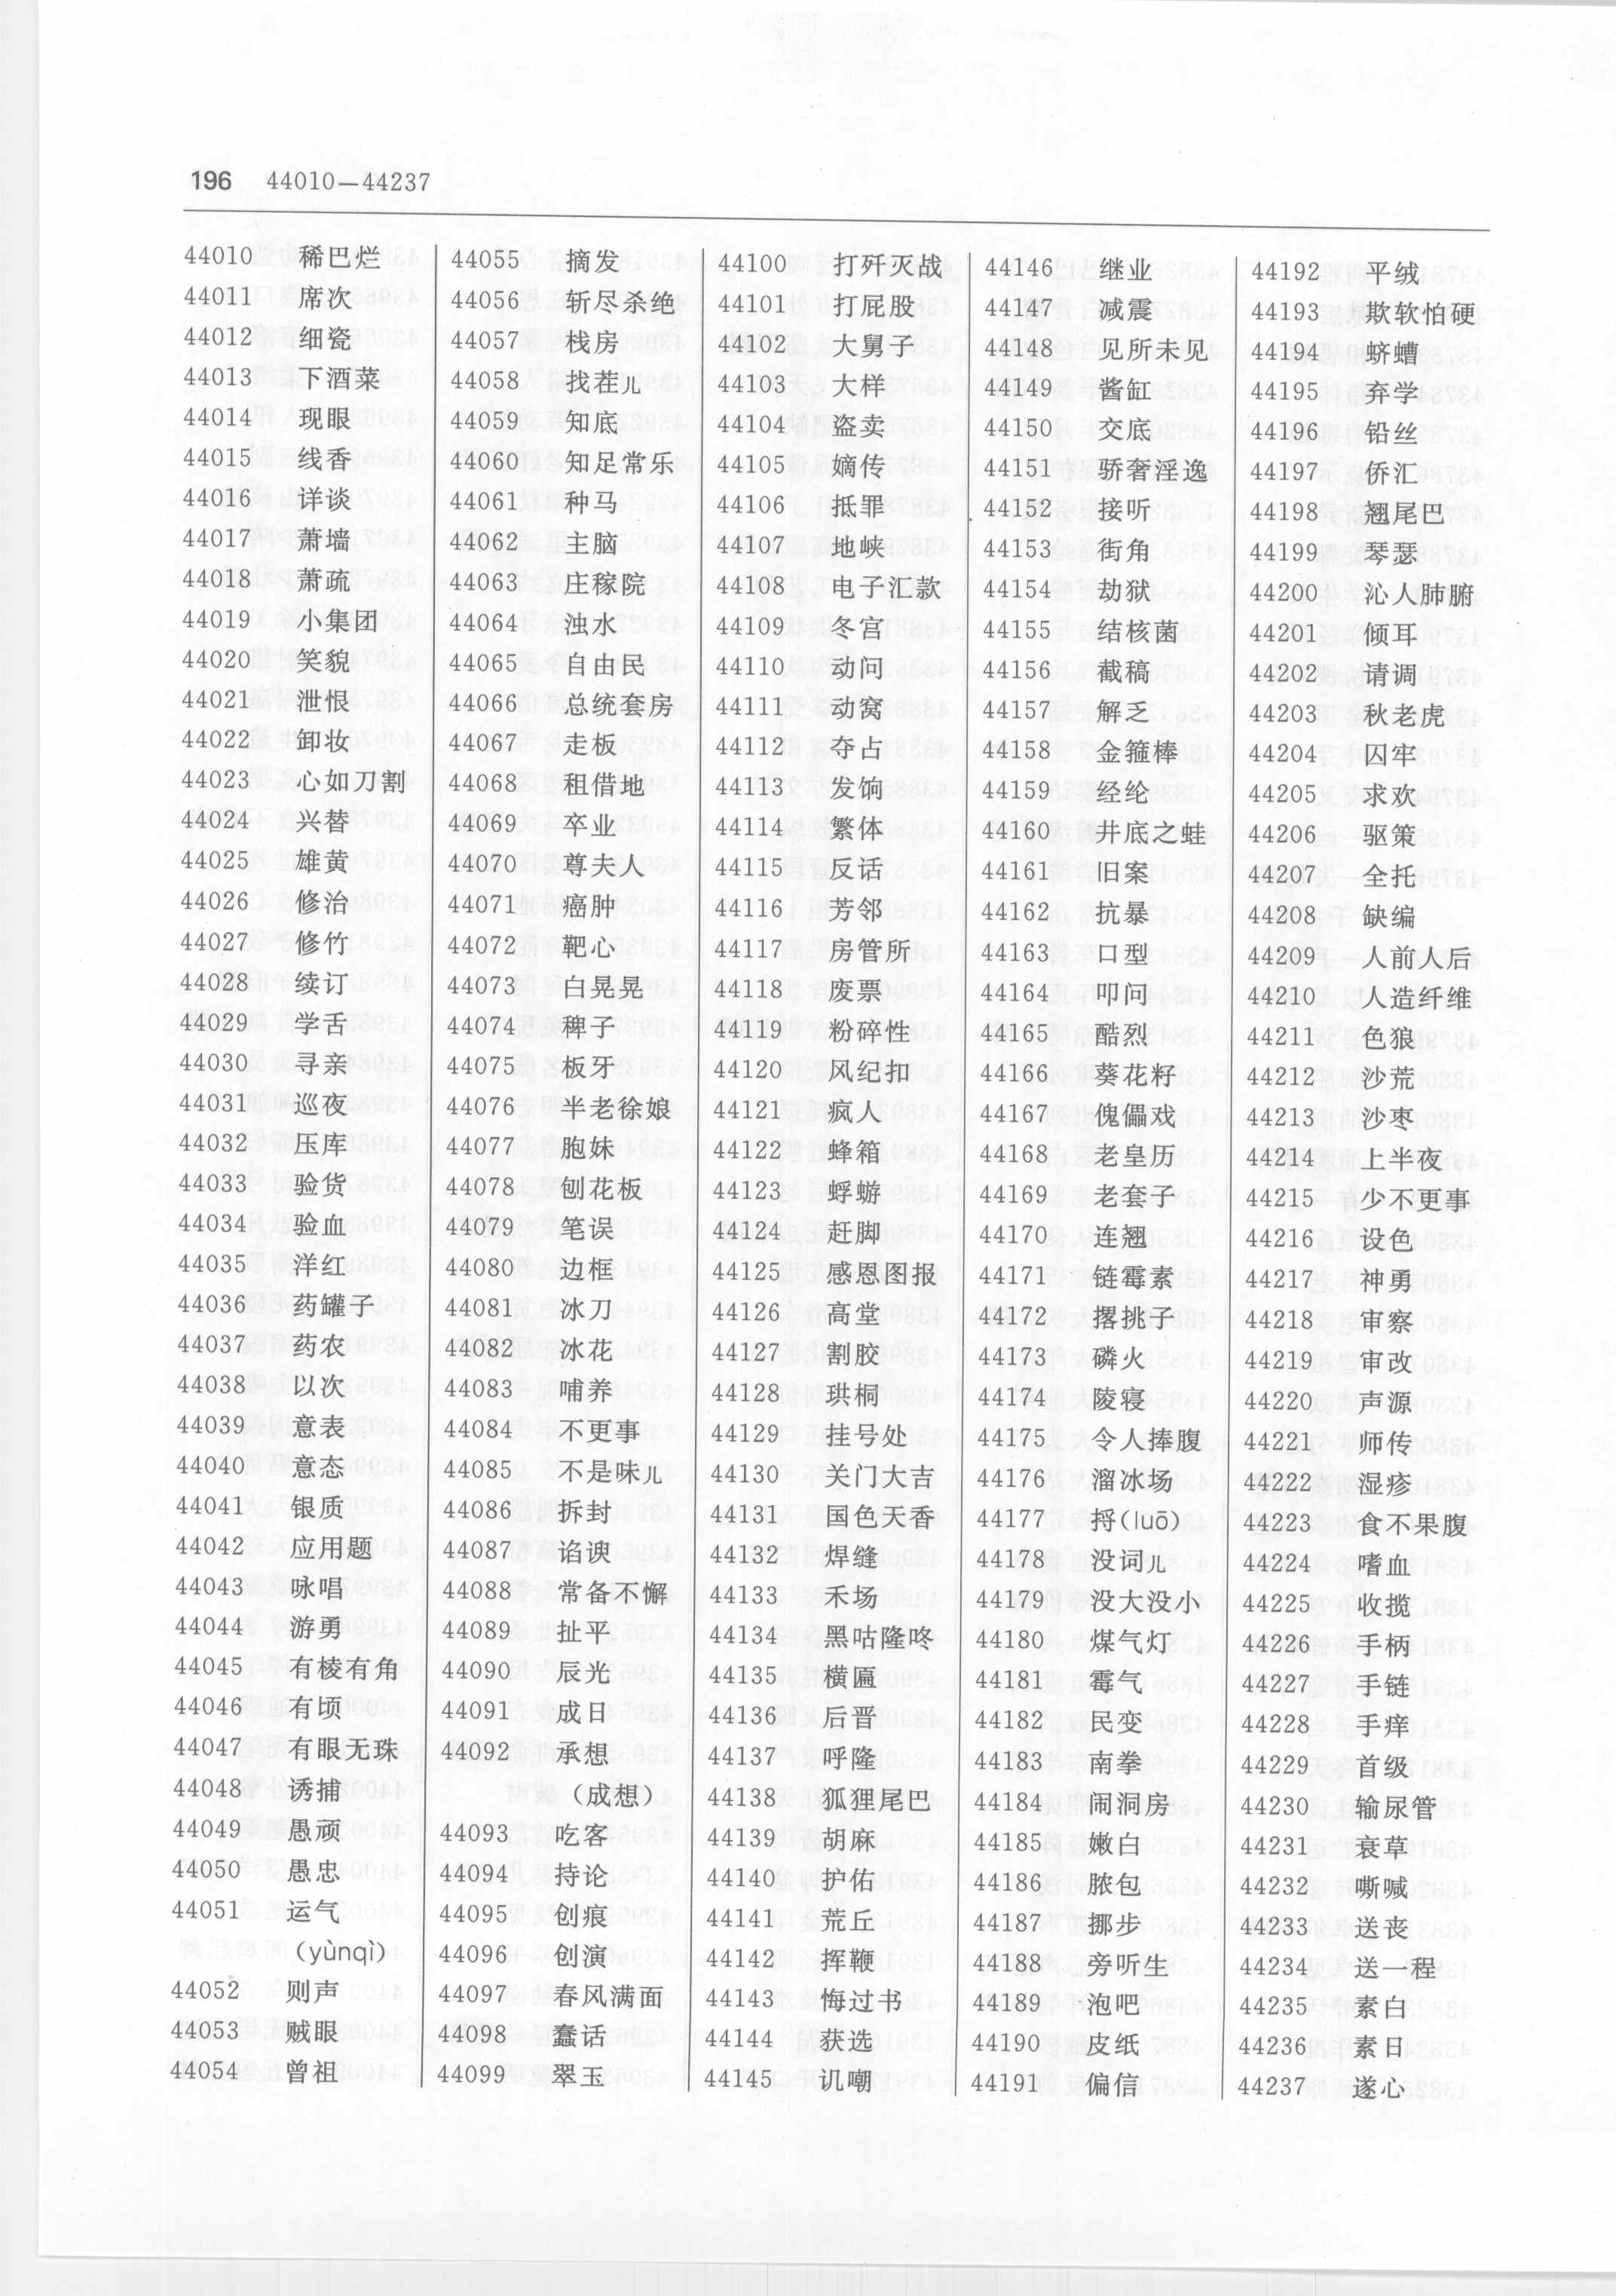 196 44010—44237
44010 稀巴烂
44011 席次
44012 细瓷
44013 下酒菜
44014 现眼
44015 线香
44016 详谈
44017 萧墙
44018 萧疏
44019 小集团
44020 笑貌
44021 泄恨
44022 卸妆
44023 心如刀割
44024 兴替
44025 雄黄
44026 修治
44027 修竹
44028 续订
44029 学舌
44030 寻亲
44031 巡夜
44032 压库
44033 验货
44034 验血
44035 洋红
44036 药罐子
44037 药农
44038 以次
44039 意表
44040 意态
44041 银质
44042 应用题
44043 咏唱
44044 游勇
44045 有棱有角
44046 有顷
44047 有眼无珠
44048 诱捕
44049 愚顽
44050 愚忠
44051 运气
（yùnqì）
44052 则声
44053 贼眼
44054 曾祖
44055 摘发
44056 斩尽杀绝
44057 栈房
44058 找茬儿
44059 知底
44060 知足常乐
44061 种马
44062 主脑
44063 庄稼院
44064 浊水
44065 自由民
44066 总统套房
44067 走板
44068 租借地
44069 卒业
44070 尊夫人
44071 癌肿
44072 靶心
44073 白晃晃
44074 稗子
44075 板牙
44076 半老徐娘
44077 胞妹
44078 刨花板
44079 笔误
44080 边框
44081 冰刀
44082 冰花
44083 哺养
44084 不更事
44085 不是味儿
44086 拆封
44087 谄谀
44088 常备不懈
44089 扯平
44090 辰光
44091 成日
44092 承想
（成想）
44093 吃客
44094 持论
44095 创痕
44096 创演
44097 春风满面
44098 蠢话
44099 翠玉
44100 打歼灭战
44101 打屁股
44102 大舅子
44103 大样
44104 盗卖
44105 嫡传
44106 抵罪
44107 地峡
44108 电子汇款
44109 冬宫
44110 动问
44111 动窝
44112 夺占
44113 发饷
44114 繁体
44115 反话
44116 芳邻
44117 房管所
44118 废票
44119 粉碎性
44120 风纪扣
44121 疯人
44122 蜂箱
44123 蜉蝣
44124 赶脚
44125 感恩图报
44126 高堂
44127 割胶
44128 珙桐
44129 挂号处
44130 关门大吉
44131 国色天香
44132 焊缝
44133 禾场
44134 黑咕隆咚
44135 横匾
44136 后晋
44137 呼隆
44138 狐狸尾巴
44139 胡麻
44140 护佑
44141 荒丘
44142 挥鞭
44143 悔过书
44144 获选
44145 讥嘲
44146 继业
44147 减震
44148 见所未见
44149 酱缸
44150 交底
44151 骄奢淫逸
44152 接听
44153 街角
44154 劫狱
44155 结核菌
44156 截稿
44157 解乏
44158 金箍棒
44159 经纶
44160 井底之蛙
44161 旧案
44162 抗暴
44163 口型
44164 叩问
44165 酷烈
44166 葵花籽
44167 傀儡戏
44168 老皇历
44169 老套子
44170 连翘
44171 链霉素
44172 撂挑子
44173 磷火
44174 陵寝
44175 令人捧腹
44176 溜冰场
44177 捋（luō）
44178 没词儿
44179 没大没小
44180 煤气灯
44181 霉气
44182 民变
44183 南拳
44184 闹洞房
44185 嫩白
44186 脓包
44187 挪步
44188 旁听生
44189 泡吧
44190 皮纸
44191 偏信
44192 平绒
44193 欺软怕硬
44194 蛴螬
44195 弃学
44196 铅丝
44197 侨汇
44198 翘尾巴
44199 琴瑟
44200 沁人肺腑
44201 倾耳
44202 请调
44203 秋老虎
44204 囚牢
44205 求欢
44206 驱策
44207 全托
44208 缺编
44209 人前人后
44210 人造纤维
44211 色狼
44212 沙荒
44213 沙枣
44214 上半夜
44215 少不更事
44216 设色
44217 神勇
44218 审察
44219 审改
44220 声源
44221 师传
44222 湿疹
44223 食不果腹
44224 嗜血
44225 收揽
44226 手柄
44227 手链
44228 手痒
44229 首级
44230 输尿管
44231 衰草
44232 嘶喊
44233 送丧
44234 送一程
44235 素白
44236 素日
44237 遂心